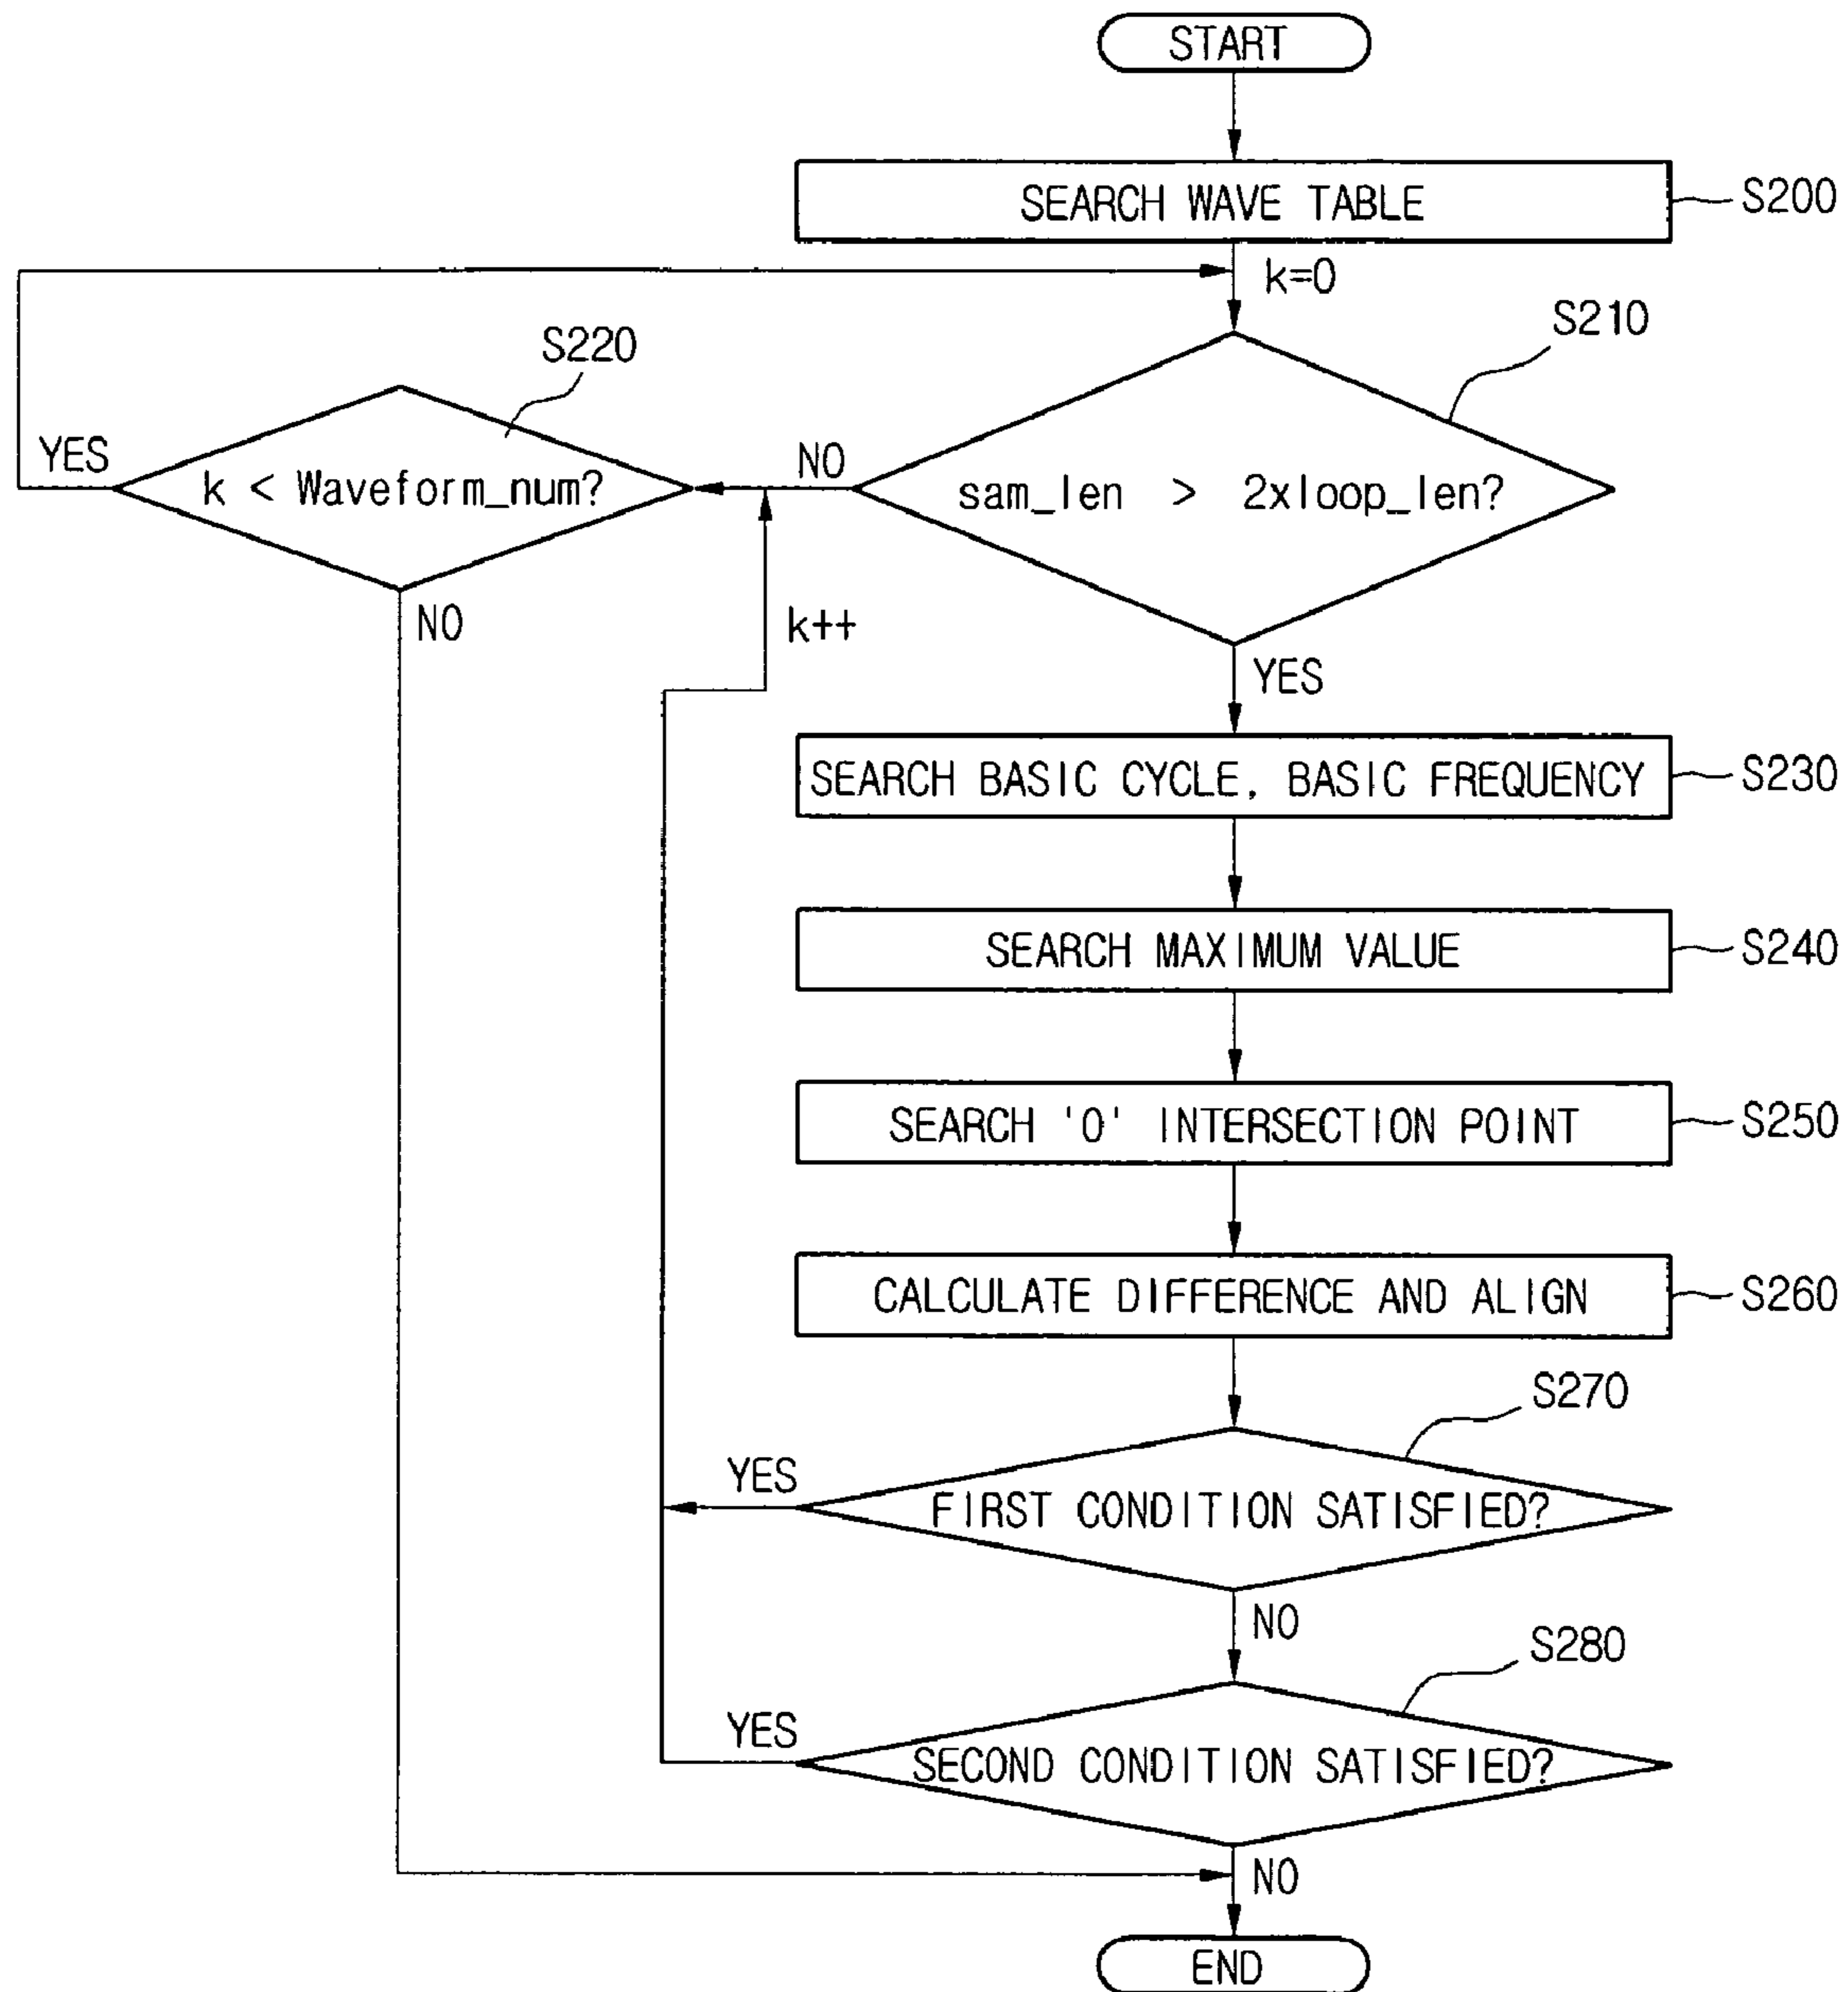 START
SEARCH WAVE TABLE
S200
k=0
S210
S220
YES
k < Waveform_num?
NO
sam_len > 2xloop_len?
NO
k++
YES
SEARCH BASIC CYCLE, BASIC FREQUENCY
S230
SEARCH MAXIMUM VALUE
S240
SEARCH '0' INTERSECTION POINT
S250
CALCULATE DIFFERENCE AND ALIGN
S260
S270
YES
FIRST CONDITION SATISFIED?
NO
S280
YES
SECOND CONDITION SATISFIED?
NO
END